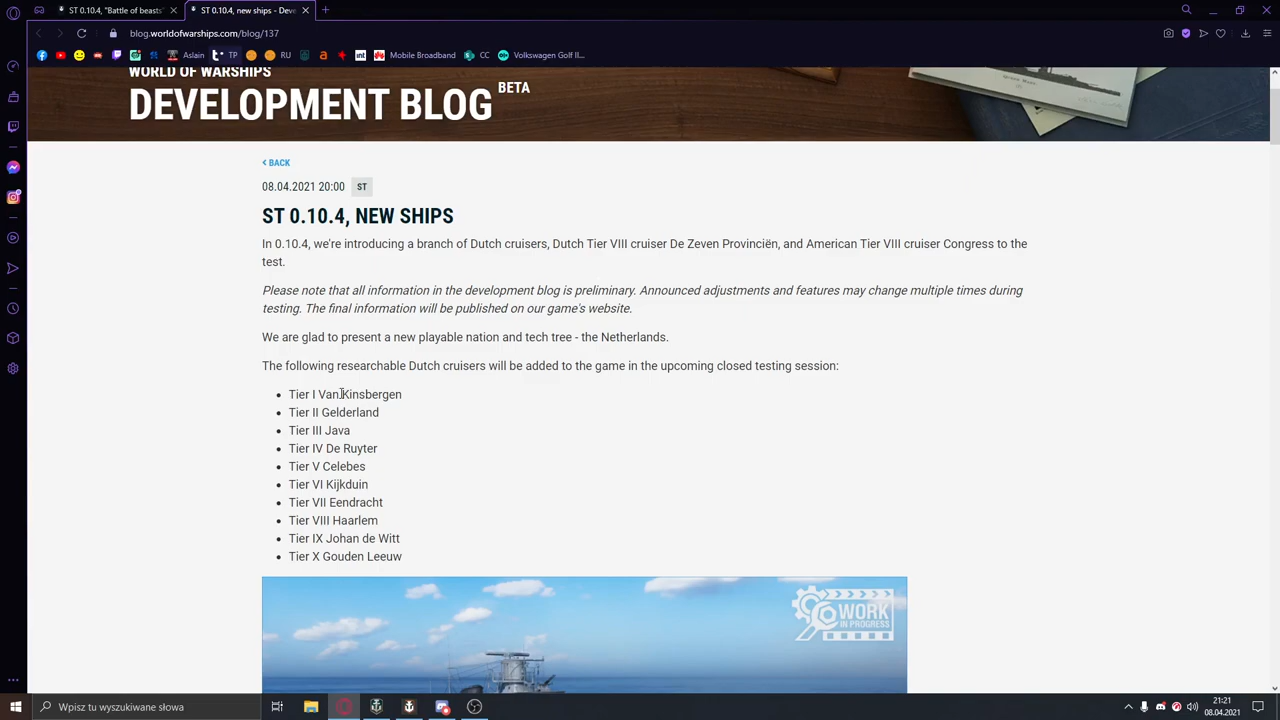 ST 0.10.4, "Battle of beasts"
ST 0.10.4, new ships - Deve
blog.worldofwarships.com/blog/137
Aslain
TP
RU
Mobile Broadband
CC
Volkswagen Golf II...
WORLD OF WARSHIPS
DEVELOPMENT BLOG BETA
BACK
08.04.2021 20:00 ST
ST 0.10.4, NEW SHIPS
In 0.10.4, we're introducing a branch of Dutch cruisers, Dutch Tier VIII cruiser De Zeven Provinciën, and American Tier VIII cruiser Congress to the
test.
Please note that all information in the development blog is preliminary. Announced adjustments and features may change multiple times during
testing. The final information will be published on our game's website.
We are glad to present a new playable nation and tech tree - the Netherlands.
The following researchable Dutch cruisers will be added to the game in the upcoming closed testing session:
Tier I Van Kinsbergen
Tier II Gelderland
Tier III Java
Tier IV De Ruyter
Tier V Celebes
Tier VI Kijkduin
Tier VII Eendracht
Tier VIII Haarlem
Tier IX Johan de Witt
Tier X Gouden Leeuw
WORK
IN PROGRESS
Wpisz tu wyszukiwane słowa
21:21
08.04.2021